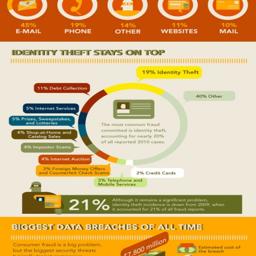 45% 19% 14% 11% 10%
E-MAIL PHONE OTHER WEBSITES MAIL
IDENTITY THEFT STAYS ON TOP
19% Identity Theft
11% Debt Collection
40% Other
5% Internet Services
5% Prizes, Sweepstakes,
and Lotteries
4% Shop-at-Home and
Catalog Sales
4% Impostor Scams
4% Internet Auction
3% Foreign Money Offers
and Counterfeit Check Scams
3% Telephone and
Mobile Services
2% Credit Cards
The most common fraud
committed is identity theft,
accounting for nearly 20%
of all reported 2010 cases.
21%
Although it remains a significant problem,
identity theft incidence is down from 2009, when
it accounted for 21% of all fraud reports.
BIGGEST DATA BREACHES OF ALL TIME
Consumer fraud is a big problem,
but the biggest security threats
Estimated cost of
the breach